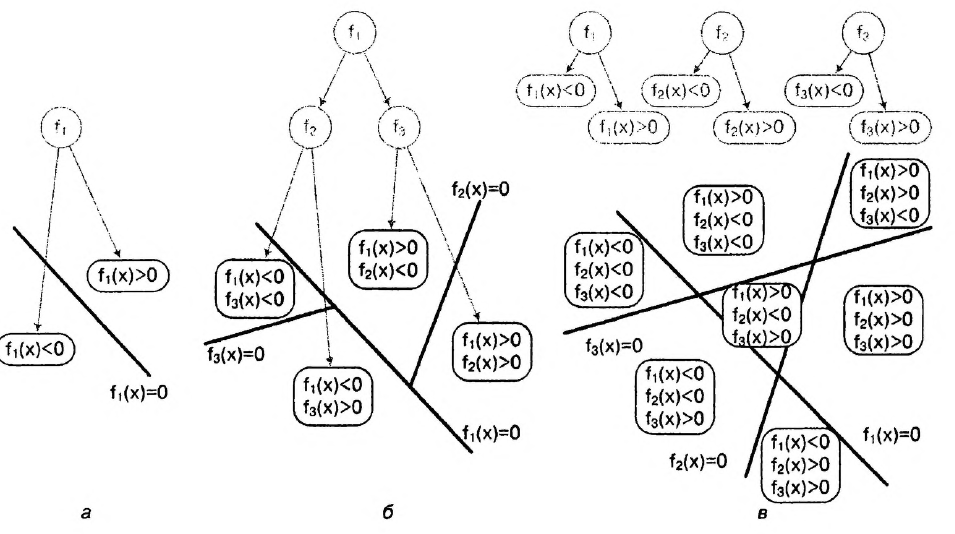 f₁
f₁(x)>0
f₁(x)<0
f₁(x)=0
а
f₁
f₂
f₃
f₂(x)=0
f₁(x)>0
f₂(x)<0
f₁(x)<0
f₃(x)<0
f₃(x)=0
f₁(x)>0
f₂(x)>0
f₁(x)<0
f₃(x)>0
f₁(x)=0
б
f₁
f₂
f₃
f₁(x)<0
f₂(x)<0
f₃(x)<0
f₁(x)>0
f₂(x)>0
f₃(x)>0
f₁(x)>0
f₂(x)>0
f₃(x)<0
f₁(x)>0
f₂(x)<0
f₃(x)<0
f₁(x)<0
f₂(x)<0
f₃(x)<0
f₁(x)>0
f₂(x)<0
f₃(x)>0
f₁(x)>0
f₂(x)>0
f₃(x)>0
f₃(x)=0
f₁(x)<0
f₂(x)<0
f₃(x)>0
f₁(x)=0
f₂(x)=0
f₁(x)<0
f₂(x)>0
f₃(x)>0
в